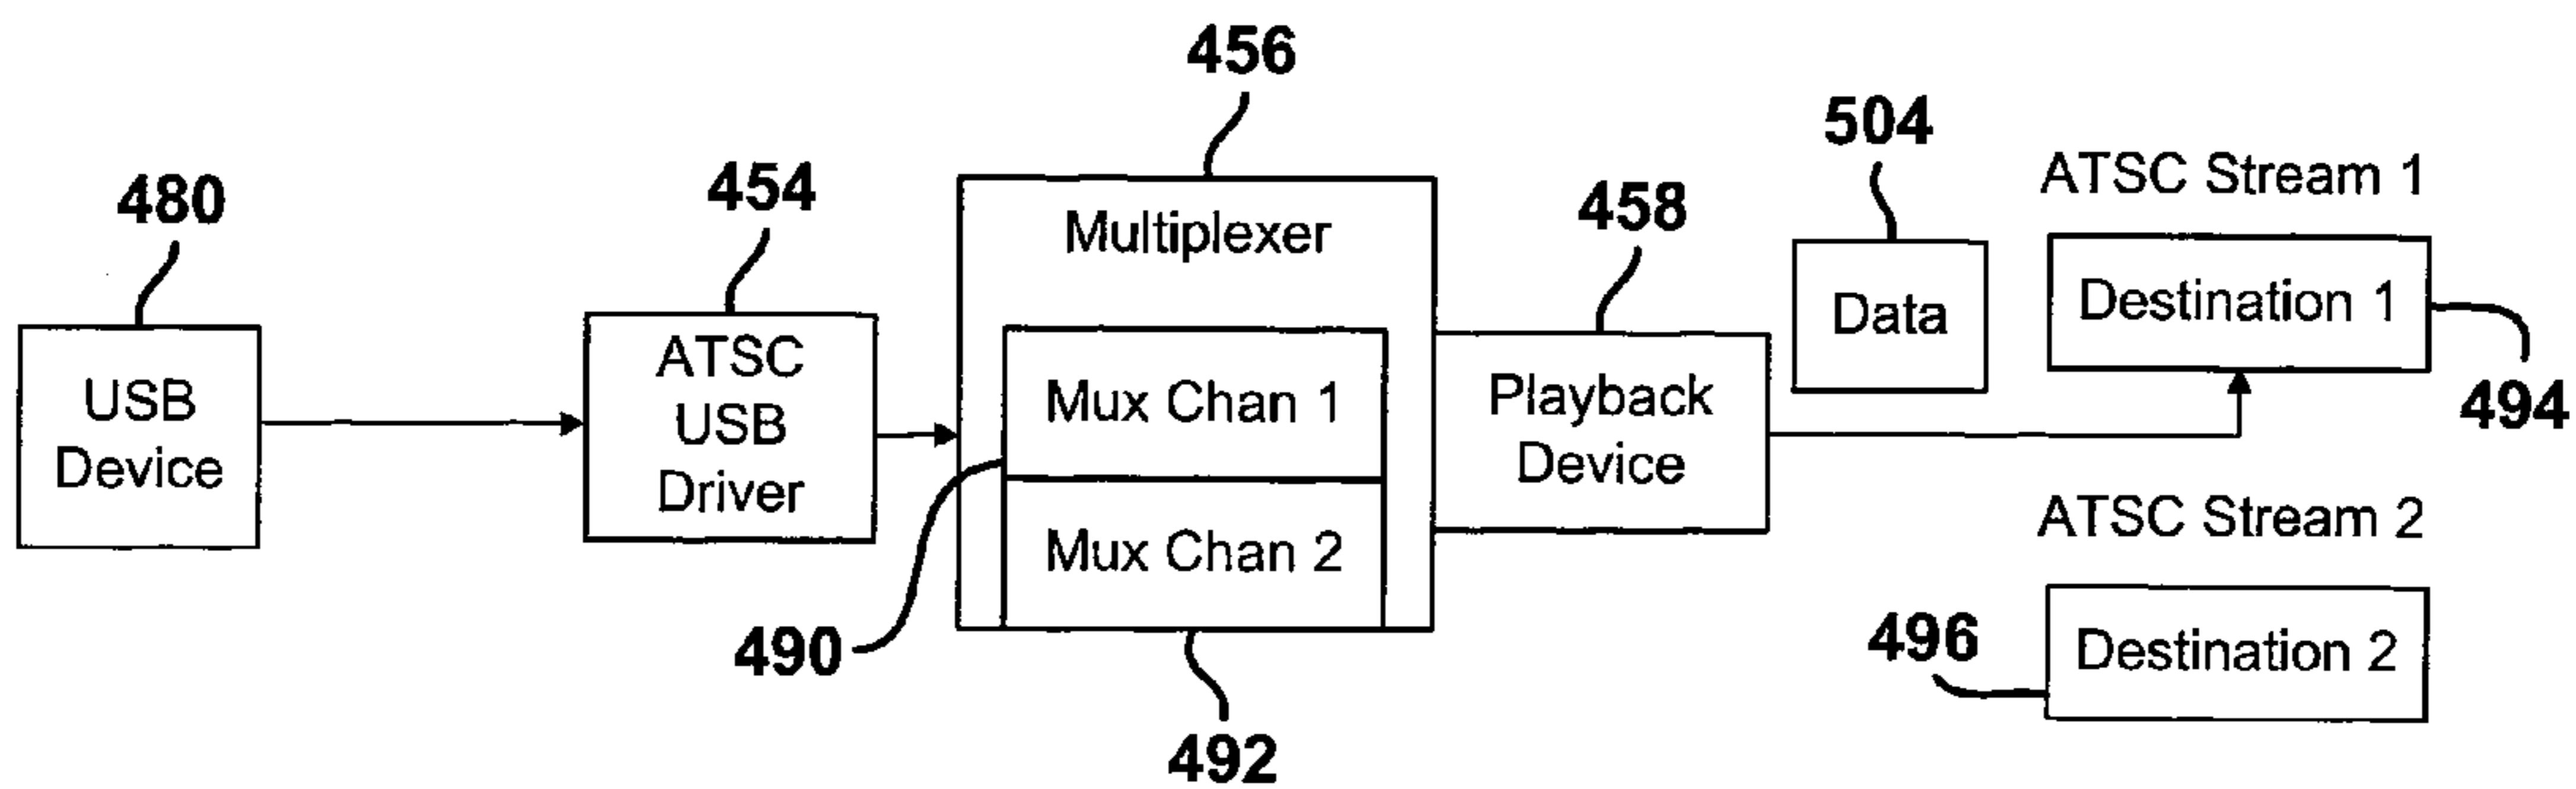 456
504
ATSC Stream 1
480
454
458
Multiplexer
Data
Destination 1
494
USB
Device
ATSC
USB
Driver
Mux Chan 1
Mux Chan 2
Playback
Device
ATSC Stream 2
490
492
496
Destination 2